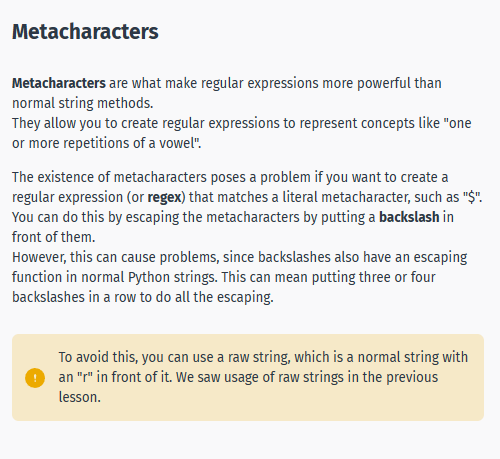 Metacharacters
Metacharacters are what make regular expressions more powerful than
normal string methods.
They allow you to create regular expressions to represent concepts like "one
or more repetitions of a vowel".
The existence of metacharacters poses a problem if you want to create a
regular expression (or regex) that matches a literal metacharacter, such as "$".
You can do this by escaping the metacharacters by putting a backslash in
front of them.
However, this can cause problems, since backslashes also have an escaping
function in normal Python strings. This can mean putting three or four
backslashes in a row to do all the escaping.
To avoid this, you can use a raw string, which is a normal string with
an "r" in front of it. We saw usage of raw strings in the previous
lesson.